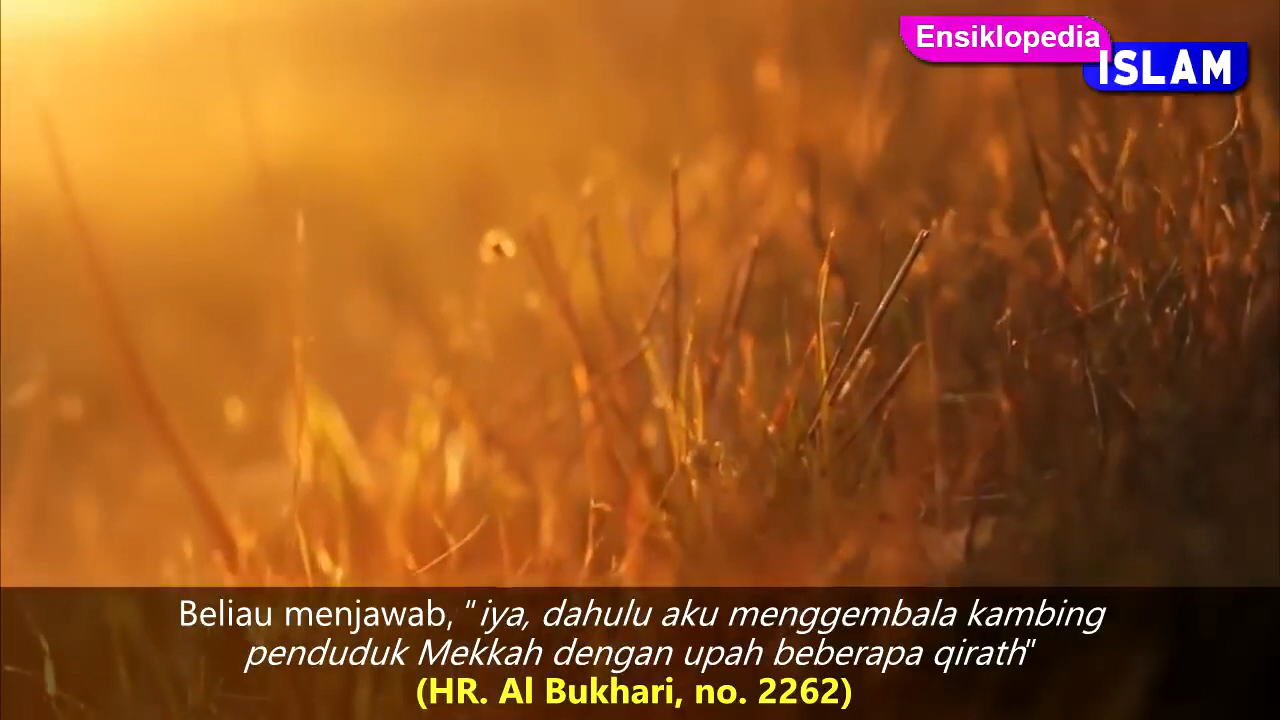 Ensiklopedia
ISLAM
Beliau menjawab, "iya, dahulu aku menggembala kambing
penduduk Mekkah dengan upah beberapa qirath"
(HR. Al Bukhari, no. 2262)